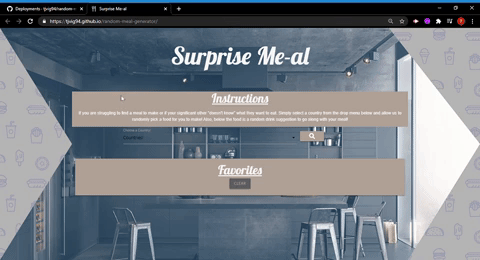 Deployments · tjvig94/random-
Surprise Me-al
https://tjvig94.github.io/random-meal-generator/
Surprise Me-al
Instructions
If you are struggling to find a meal to make or if your significant other "doesn't know" what they want to eat. Simply select a country from the drop menu below and allow us to
randomly pick a food for you to make! Also, below the food is a random drink suggestion to go along with your meal!
Countries
Favorites
CLEAR